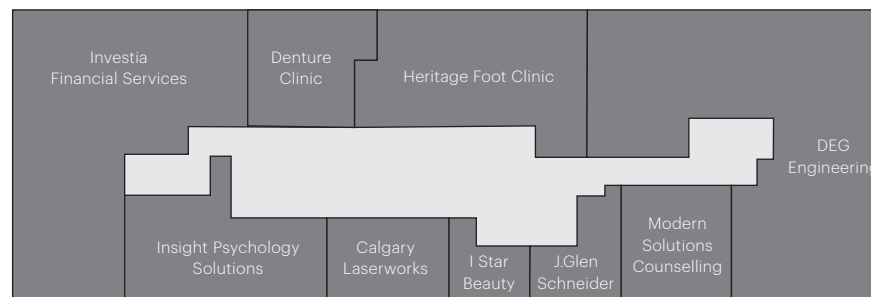 Investia
Financial Services
Denture
Clinic
Heritage Foot Clinic
DEG
Engineering
Insight Psychology
Solutions
Calgary
Laserworks
I Star
Beauty
J.Glen
Schneider
Modern
Solutions
Counselling